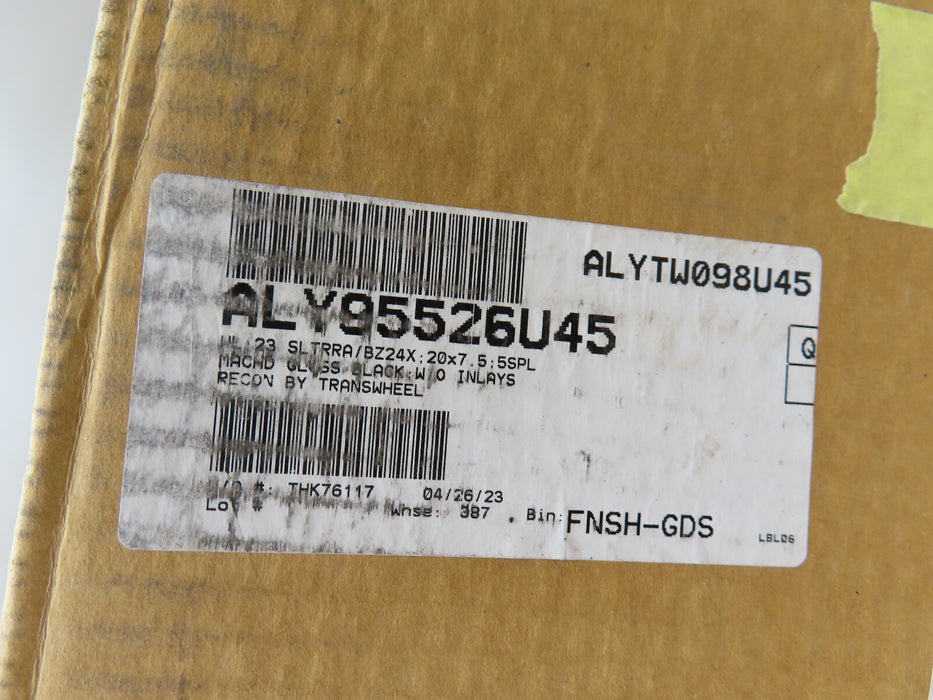 ALYTW098U45
ALY95526U45
23 SLTRRA/BZ24X;20x7.5;5SPL
MACHD GLOSS BLACK;W/O INLAYS
RECON BY TRANSWHEEL
Q
#: THK76117 04/26/23
Lot # Whse: 387 Bin: FNSH-GDS
LBL06